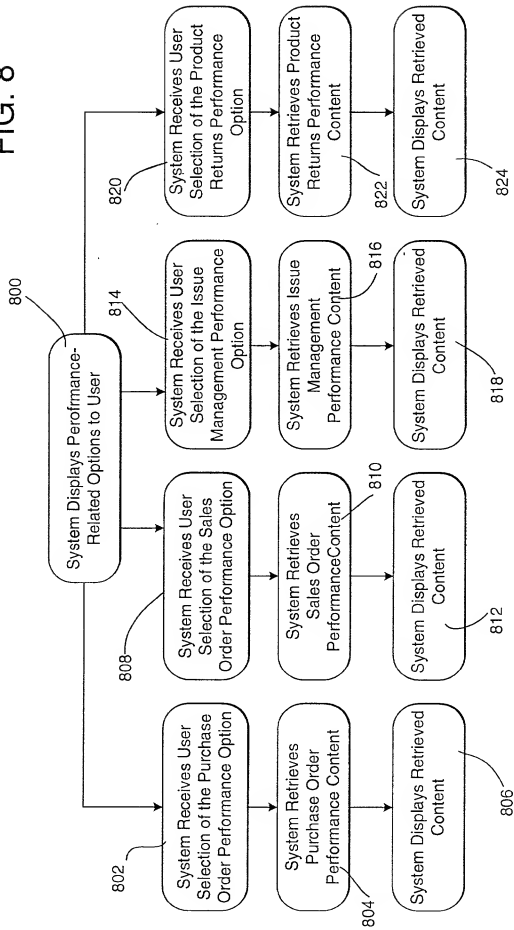 FIG. 8
800
System Displays Perofrmance-
Related Options to User
802
System Receives User
Selection of the Purchase
Order Performance Option
System Retrieves
Purchase Order
Performance Content
804
System Displays Retrieved
Content
806
808
System Receives User
Selection of the Sales
Order Performance Option
System Retrieves
Sales Order
PerformanceContent
810
System Displays Retrieved
Content
812
814
System Receives User
Selection of the Issue
Management Performance
Option
System Retrieves Issue
Management
Performance Content
816
System Displays Retrieved
Content
818
820
System Receives User
Selection of the Product
Returns Performance
Option
System Retrieves Product
Returns Performance
Content
822
System Displays Retrieved
Content
824